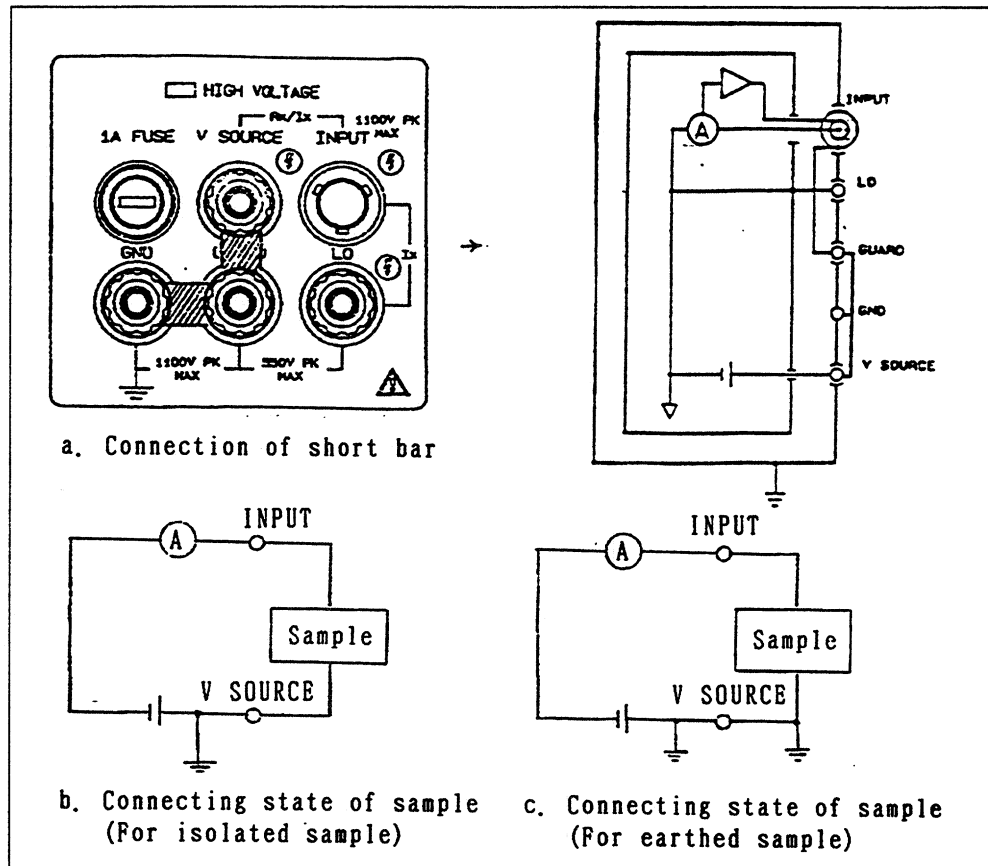 HIGH VOLTAGE
Rx/Ix
1100V PK
MAX
1A FUSE V SOURCE INPUT
GND
LO
Ix
1100V PK
MAX
550V PK
MAX
a. Connection of short bar
INPUT
A
LO
GUARD
GND
V SOURCE
INPUT
A
Sample
V SOURCE
b. Connecting state of sample
(For isolated sample)
INPUT
A
Sample
V SOURCE
c. Connecting state of sample
(For earthed sample)